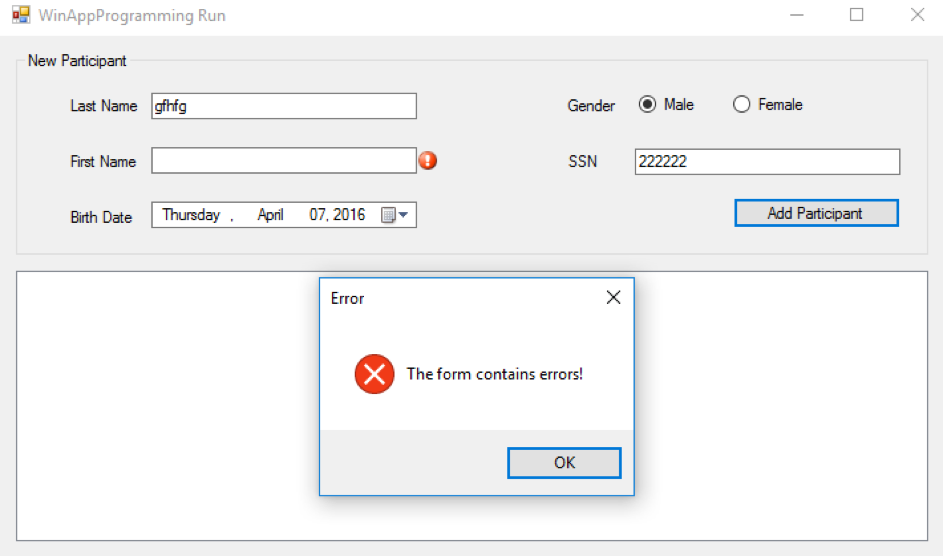 WinAppProgramming Run
New Participant
Last Name gfhfg
Gender Male Female
First Name
SSN 222222
Birth Date Thursday , April 07, 2016
Add Participant
Error
The form contains errors!
OK